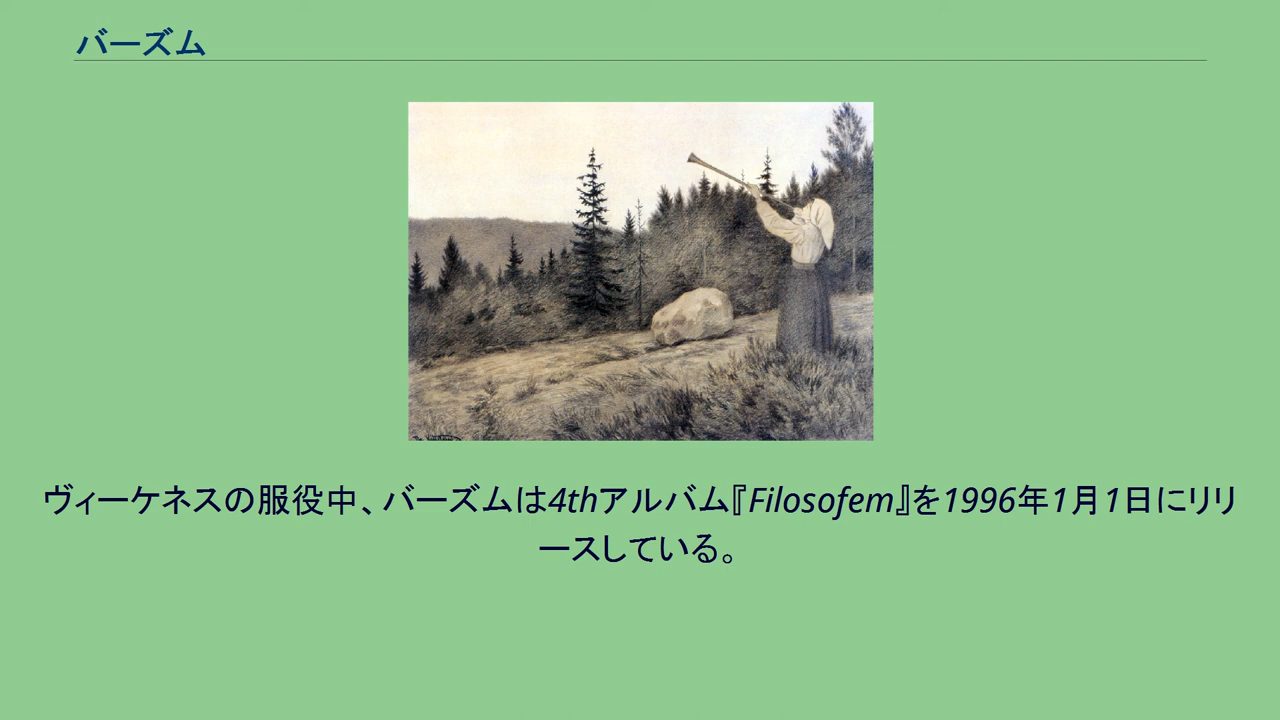 バーズム
ヴィーケネスの服役中、バーズムは4thアルバム『Filosofem』を1996年1月1日にリリ
ースしている。